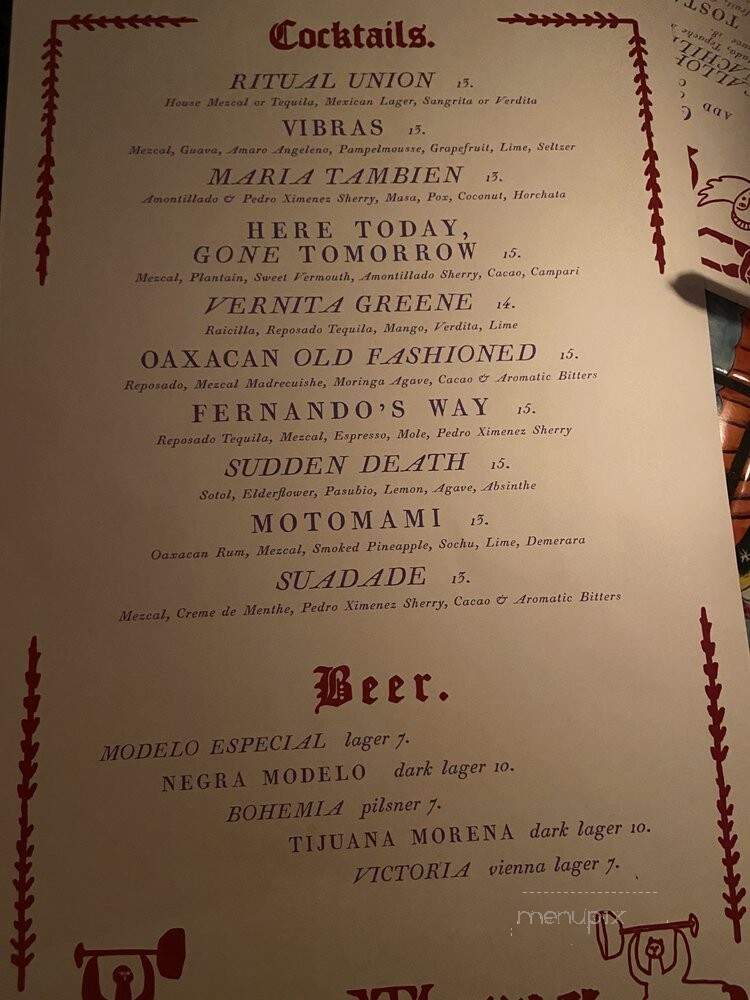 Cocktails.
RITUAL UNION 13.
House Mezcal or Tequila, Mexican Lager, Sangrita or Verdita
VIBRAS 13.
Mezcal, Guava, Amaro Angeleno, Pampelmousse, Grapefruit, Lime, Seltzer
MARIA TAMBIEN 13.
Amontillado & Pedro Ximenez Sherry, Masa, Pox, Coconut, Horchata
HERE TODAY,
GONE TOMORROW 15.
Mezcal, Plantain, Sweet Vermouth, Amontillado Sherry, Cacao, Campari
VERNITA GREENE 14.
Raicilla, Reposado Tequila, Mango, Verdita, Lime
OAXACAN OLD FASHIONED 15.
Reposado, Mezcal Madrecuishe, Moringa Agave, Cacao & Aromatic Bitters
FERNANDO'S WAY 15.
Reposado Tequila, Mezcal, Espresso, Mole, Pedro Ximenez Sherry
SUDDEN DEATH 15.
Sotol, Elderflower, Pasubio, Lemon, Agave, Absinthe
MOTOMAMI 13.
Oaxacan Rum, Mezcal, Smoked Pineapple, Sochu, Lime, Demerara
SUADADE 13.
Mezcal, Creme de Menthe, Pedro Ximenez Sherry, Cacao & Aromatic Bitters
Beer.
MODELO ESPECIAL lager 7.
NEGRA MODELO dark lager 10.
BOHEMIA pilsner 7.
TIJUANA MORENA dark lager 10.
VICTORIA vienna lager 7.
menupix
ADD